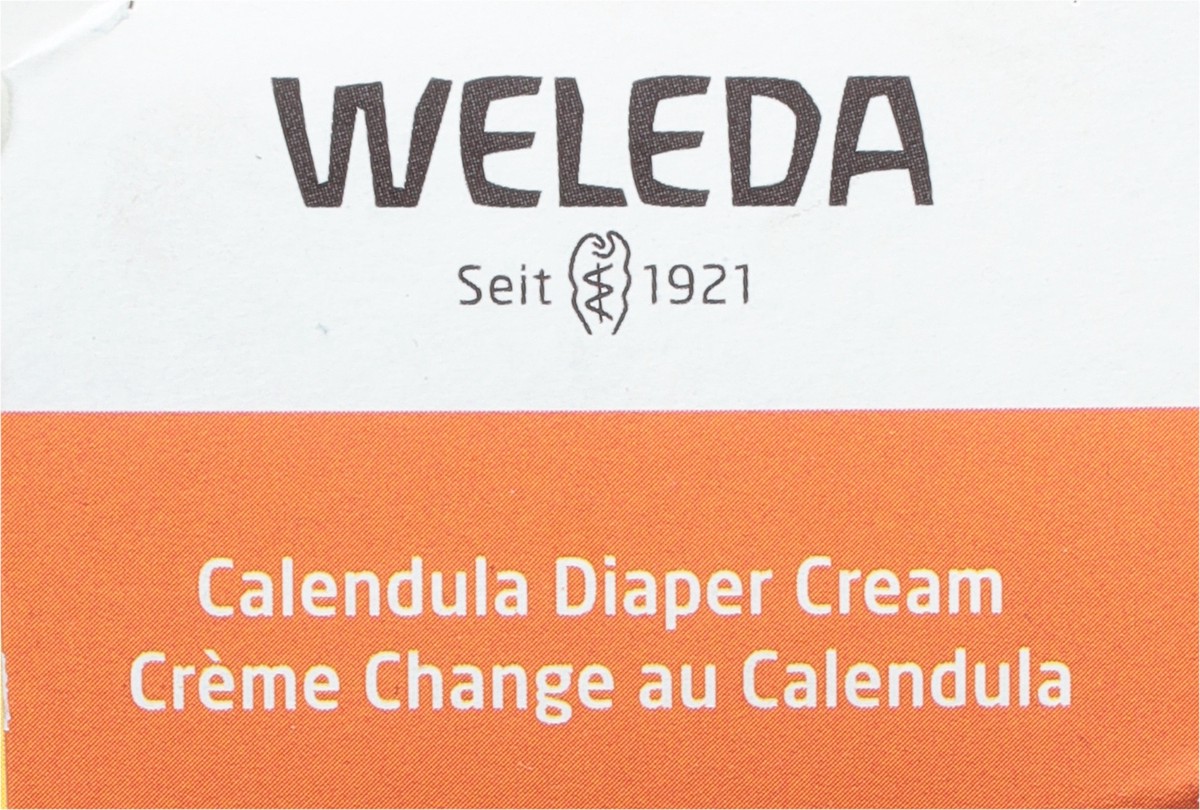 WELEDA
Seit 1921
Calendula Diaper Cream
Crème Change au Calendula